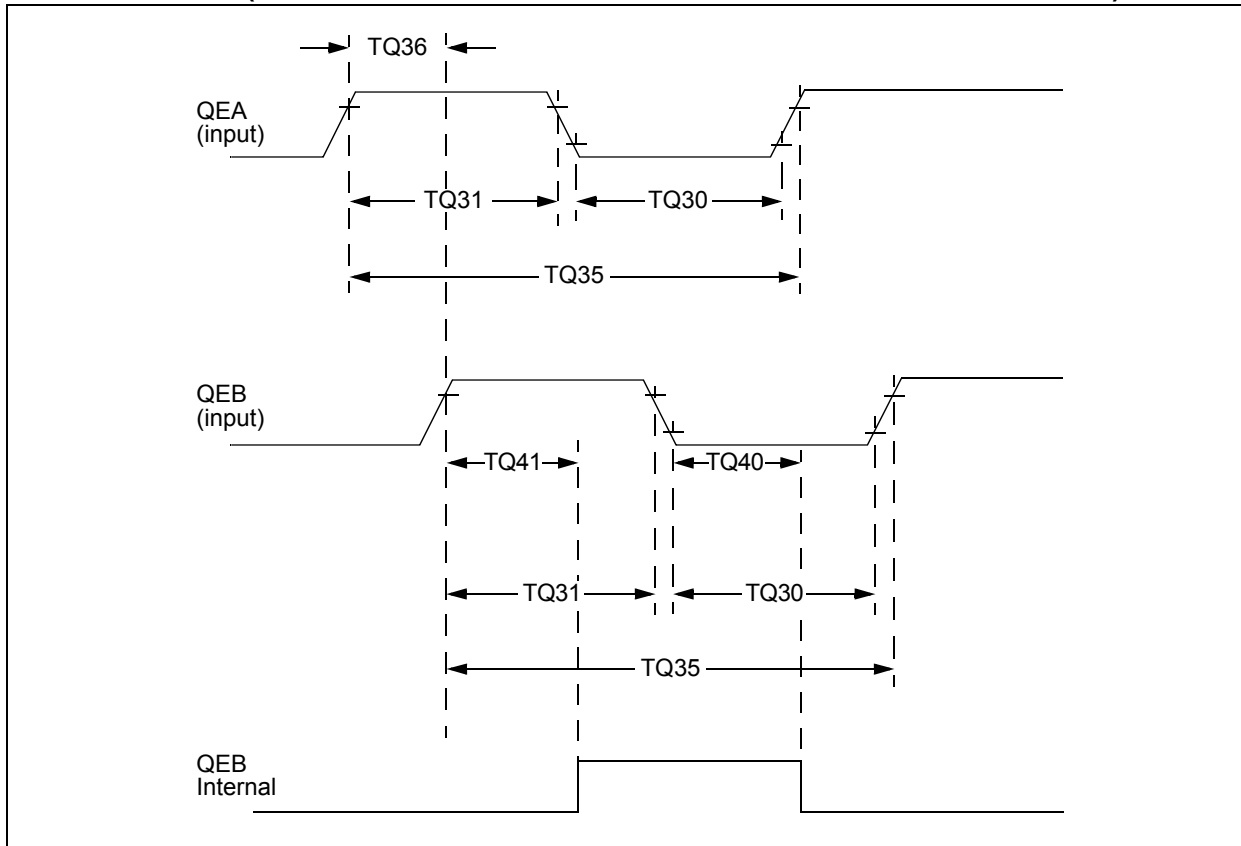 TQ36
QEA
(input)
TQ31
TQ30
TQ35
QEB
(input)
TQ41
TQ40
TQ31
TQ30
TQ35
QEB
Internal